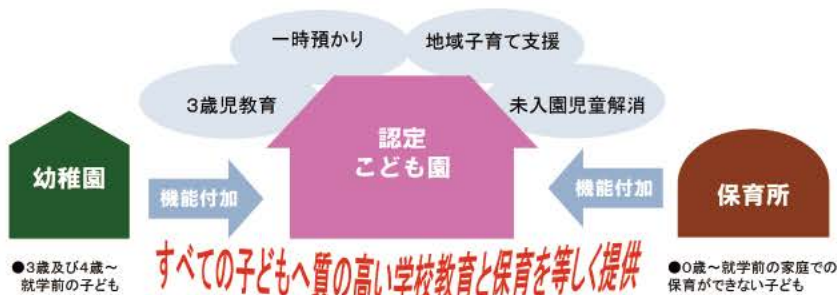 一時預かり
地域子育て支援
3歳児教育
未入園児童解消
認定
こども園
幼稚園
保育所
機能付加
機能付加
すべての子どもへ質の高い学校教育と保育を等しく提供
●3歳及び4歳～
就学前の子ども
●0歳～就学前の家庭での
保育ができない子ども